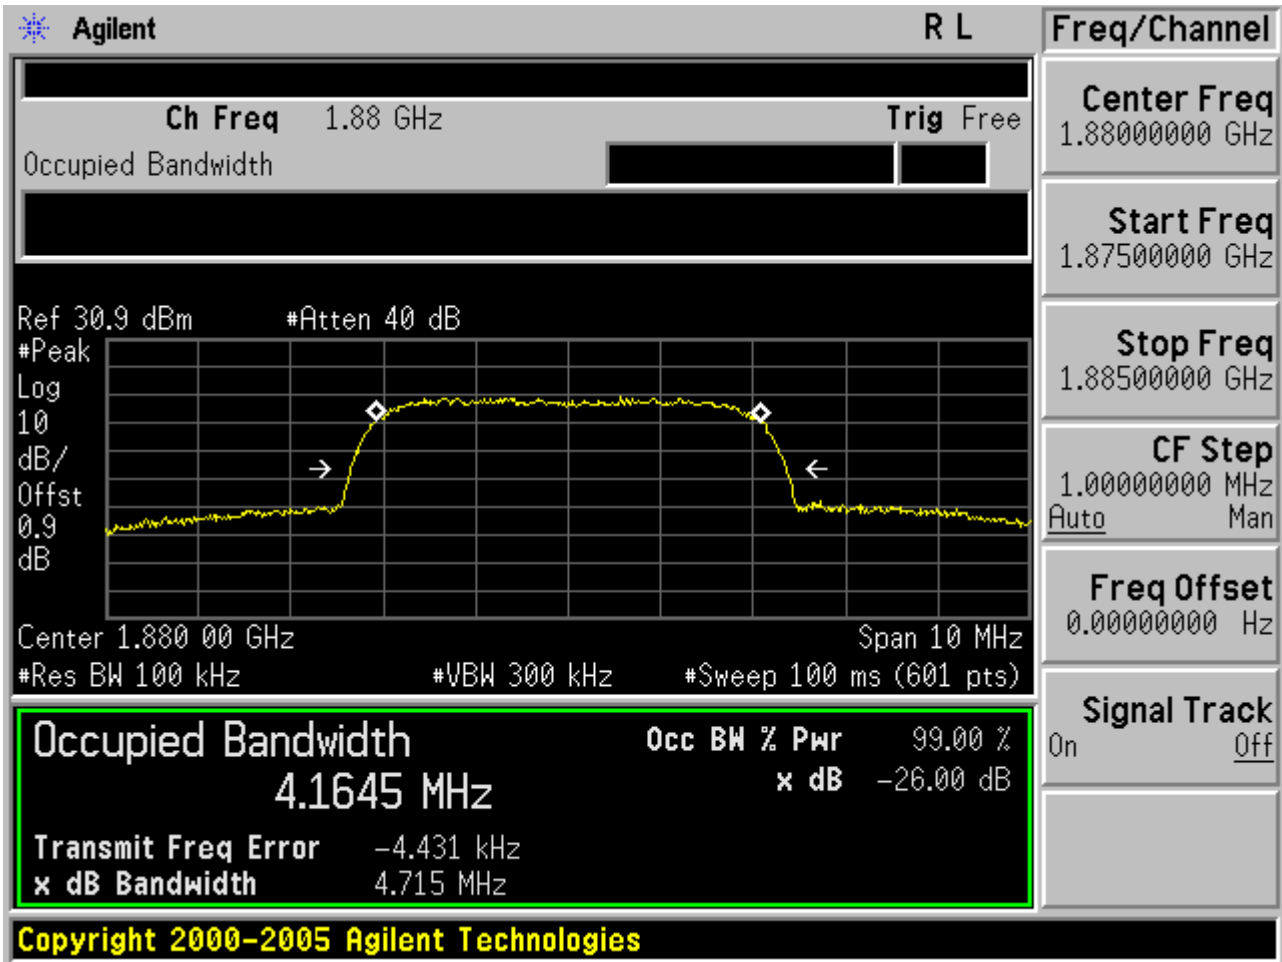 Agilent R L
Freq/Channel
Ch Freq 1.88 GHz Trig Free
Occupied Bandwidth
Center Freq
1.88000000 GHz
Start Freq
1.87500000 GHz
Stop Freq
1.88500000 GHz
CF Step
1.00000000 MHz
Auto Man
Freq Offset
0.00000000 Hz
Signal Track
On Off
Ref 30.9 dBm #Atten 40 dB
#Peak
Log
10
dB/
Offst
0.9
dB
Center 1.880 00 GHz Span 10 MHz
#Res BW 100 kHz #VBW 300 kHz #Sweep 100 ms (601 pts)
Occupied Bandwidth Occ BW % Pwr 99.00 %
4.1645 MHz x dB -26.00 dB
Transmit Freq Error -4.431 kHz
x dB Bandwidth 4.715 MHz
Copyright 2000-2005 Agilent Technologies